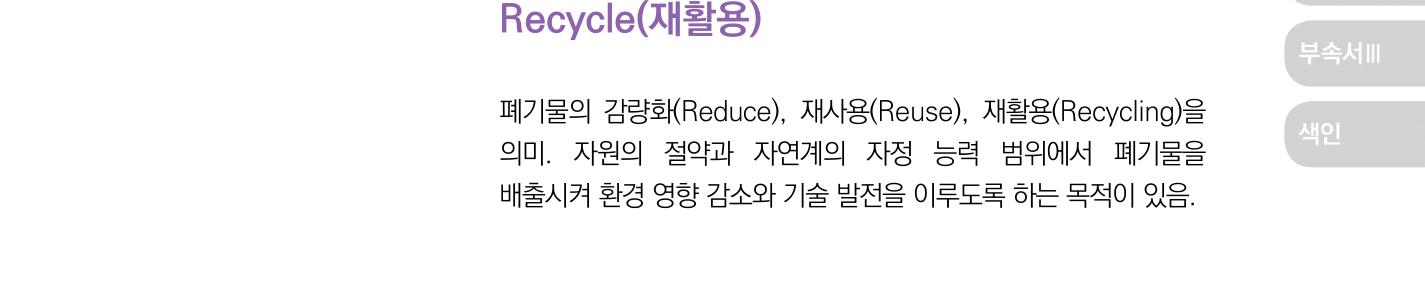 Recycle(재활용)
부속서Ⅲ
폐기물의 감량화(Reduce), 재사용(Reuse), 재활용(Recycling)을
색인
의미. 자원의 절약과 자연계의 자정 능력 범위에서 폐기물을
배출시켜 환경 영향 감소와 기술 발전을 이루도록 하는 목적이 있음.